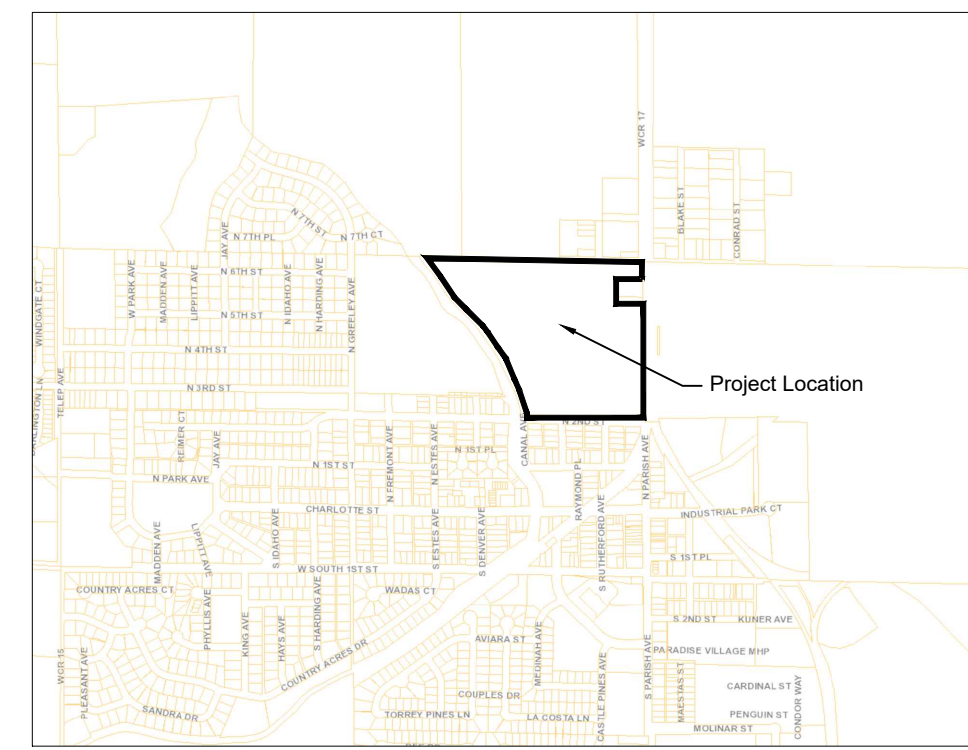 WCR 17
BLAKE ST
CONRAD ST
N 7TH ST
N 7TH PL
N 7TH CT
JAY AVE
N 6TH ST
W PARK AVE
MADDEN AVE
LIPPITT AVE
N IDAHO AVE
N HARDING AVE
N GREELEY AVE
WINDGATE CT
N 5TH ST
N 4TH ST
Project Location
TELEP AVE
N 3RD ST
DARLINGTON LN
REIMER CT
JAY AVE
N 2ND ST
CANAL AVE
N FREMONT AVE
N ESTES AVE
N 1ST PL
N 1ST ST
N PARK AVE
RAYMOND PL
N PARISH AVE
CHARLOTTE ST
INDUSTRIAL PARK CT
MADDEN AVE
LIPPITT AVE
S IDAHO AVE
S ESTES AVE
S DENVER AVE
S RUTHERFORD AVE
S 1ST PL
W SOUTH 1ST ST
COUNTRY ACRES CT
WADAS CT
PHYLLIS AVE
KING AVE
HAYS AVE
S HARDING AVE
S 2ND ST
KUNER AVE
AVIARA ST
MEDINAH AVE
PARADISE VILLAGE MHP
WCR 15
PLEASANT AVE
COUNTRY ACRES DR
S PARISH AVE
CASTLE PINES AVE
MAESTAS ST
CARDINAL ST
CONDOR WAY
COUPLES DR
SANDRA DR
TORREY PINES LN
LA COSTA LN
PENGUIN ST
MOLINAR ST